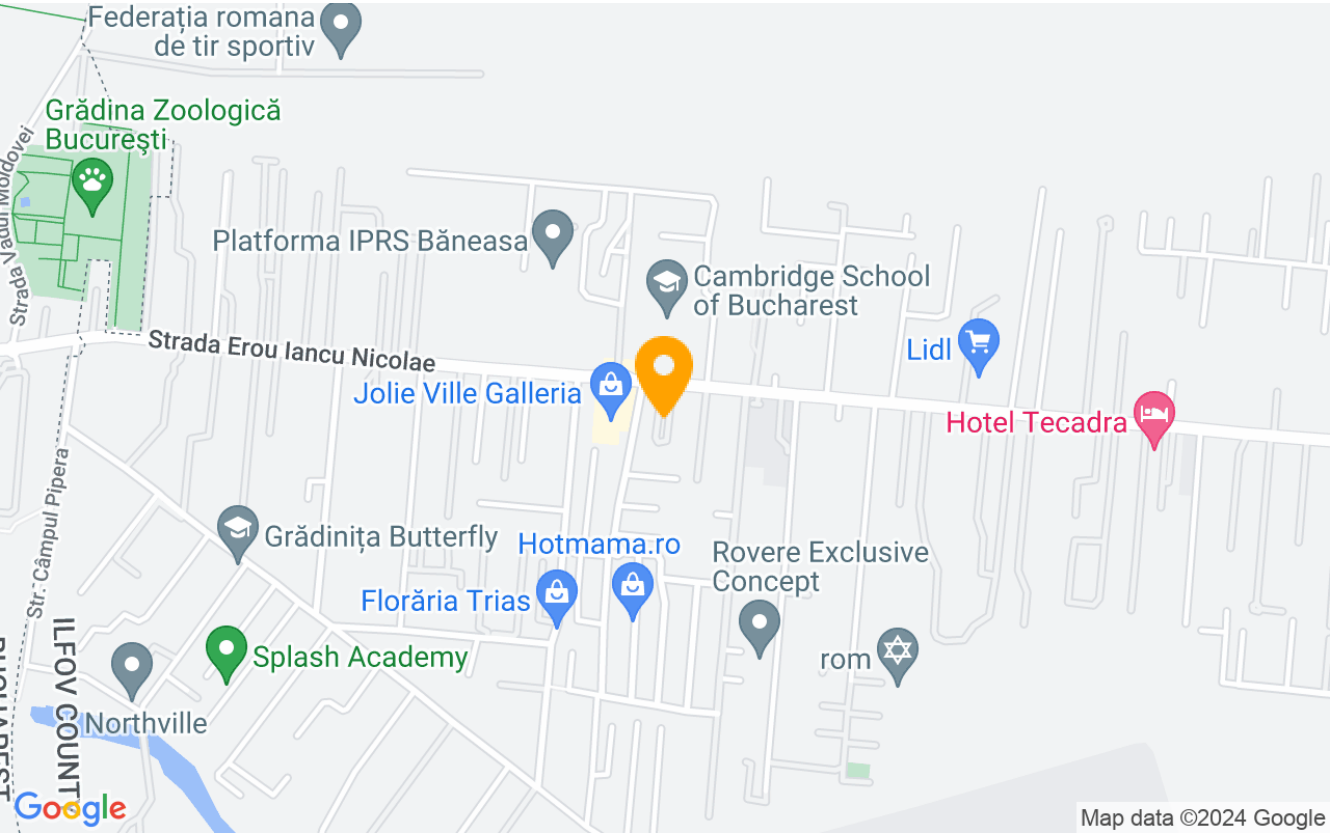 Federația romana
de tir sportiv
Grădina Zoologică
București
Strada Vadul Moldovei
Platforma IPRS Băneasa
Cambridge School
of Bucharest
Strada Erou Iancu Nicolae
Lidl
Jolie Ville Galleria
Hotel Tecadra
Str. Câmpul Pipera
Grădinița Butterfly
Hotmama.ro
Rovere Exclusive
Concept
Florăria Trias
Splash Academy
rom
Northville
ILFOV COUNT
BUCHAREST
Google
Map data ©2024 Google